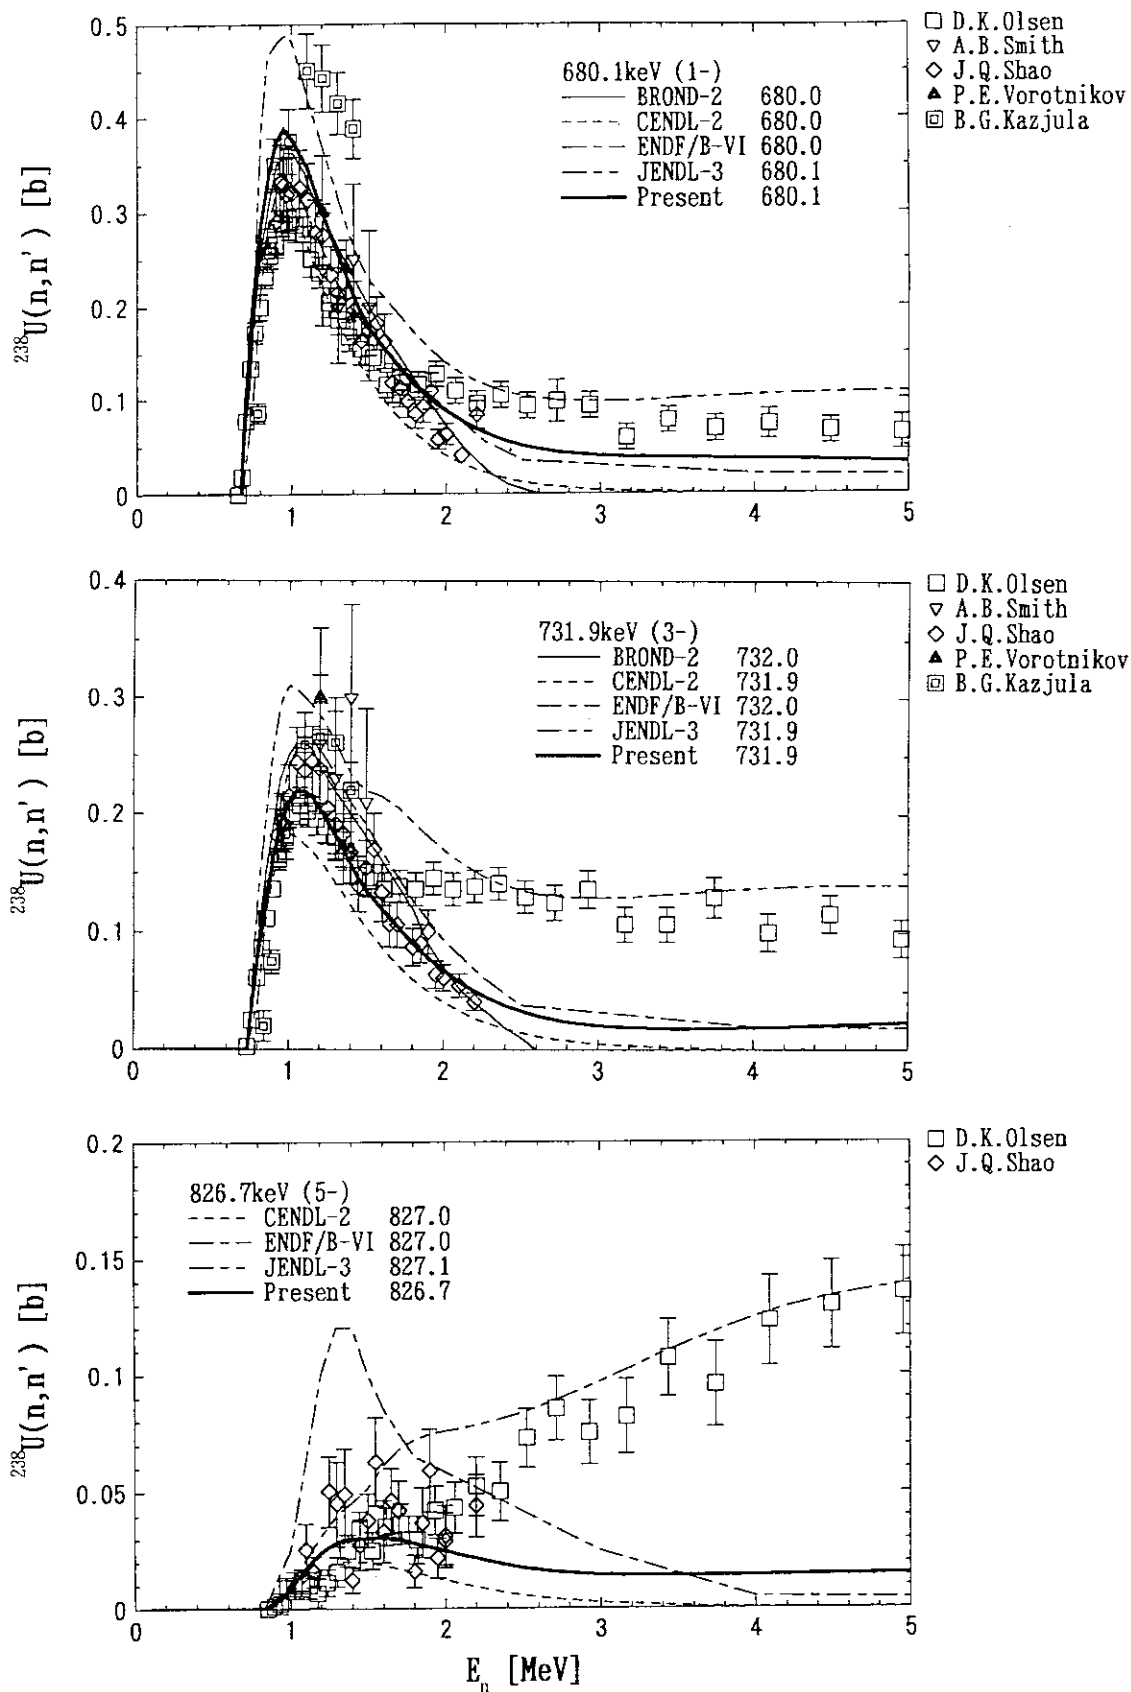 0.5
0.4
0.3
0.2
0.1
0
²³⁸U(n,n') [b]
680.1keV (1-)
BROND-2 680.0
CENDL-2 680.0
ENDF/B-VI 680.0
JENDL-3 680.1
Present 680.1
D.K.Olsen
A.B.Smith
J.Q.Shao
P.E.Vorotnikov
B.G.Kazjula
0 1 2 3 4 5
0.4
0.3
0.2
0.1
0
²³⁸U(n,n') [b]
731.9keV (3-)
BROND-2 732.0
CENDL-2 731.9
ENDF/B-VI 732.0
JENDL-3 731.9
Present 731.9
D.K.Olsen
A.B.Smith
J.Q.Shao
P.E.Vorotnikov
B.G.Kazjula
0 1 2 3 4 5
0.2
0.15
0.1
0.05
0
²³⁸U(n,n') [b]
826.7keV (5-)
CENDL-2 827.0
ENDF/B-VI 827.0
JENDL-3 827.1
Present 826.7
D.K.Olsen
J.Q.Shao
0 1 2 3 4 5
Eₙ [MeV]